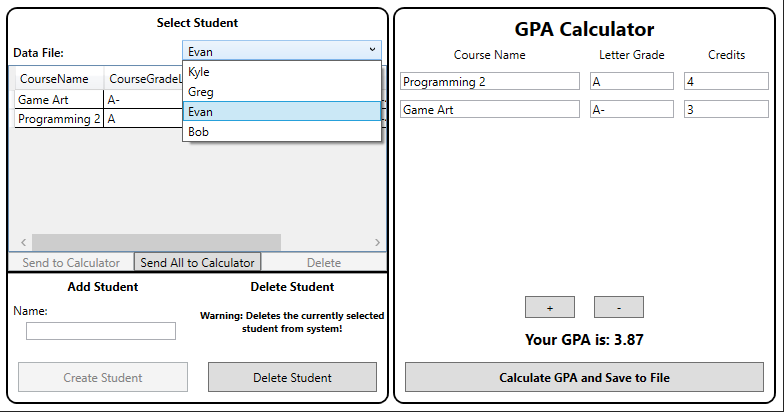 Select Student
Data File:
Evan
Kyle
Greg
Evan
Bob
CourseName CourseGradeL
Game Art A-
Programming 2 A
Send to Calculator Send All to Calculator Delete
Add Student
Name:
Create Student
Delete Student
Warning: Deletes the currently selected
student from system!
Delete Student
GPA Calculator
Course Name Letter Grade Credits
Programming 2 A 4
Game Art A- 3
+ -
Your GPA is: 3.87
Calculate GPA and Save to File